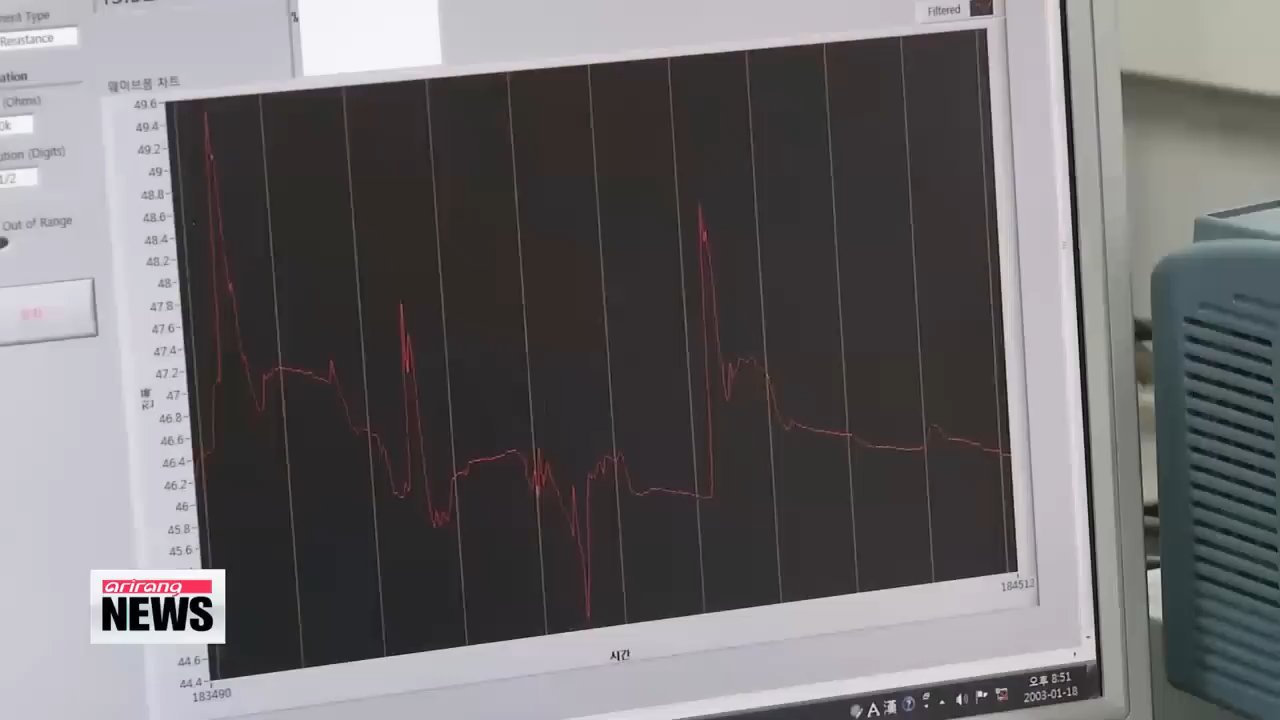 ment Type
Resistance
ation
(Ohms)
0k
ution (Digits)
1/2
Out of Range
Filtered
웨이브폼 차트
49.6
49.4
49.2
49
48.8
48.6
48.4
48.2
48
47.8
47.6
47.4
47.2
47
46.8
46.6
46.4
46.2
46
45.8
45.6
44.6
44.4
183490
184513
시간
arirang
NEWS
A 漢
오후 8:51
2003-01-18